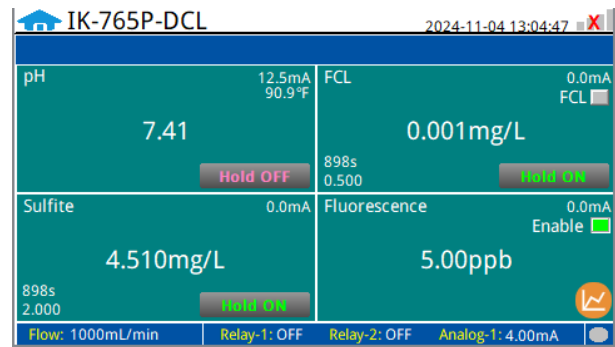 IK-765P-DCL
2024-11-04 13:04:47 X
pH 12.5mA
90.9°F
7.41
Hold OFF
FCL 0.0mA
FCL
0.001mg/L
898s
0.500 Hold ON
Sulfite 0.0mA
4.510mg/L
898s
2.000 Hold ON
Fluorescence 0.0mA
Enable
5.00ppb
Flow: 1000mL/min Relay-1: OFF Relay-2: OFF Analog-1: 4.00mA